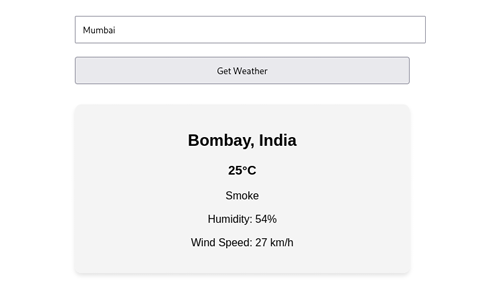 Mumbai
Get Weather
Bombay, India
25°C
Smoke
Humidity: 54%
Wind Speed: 27 km/h